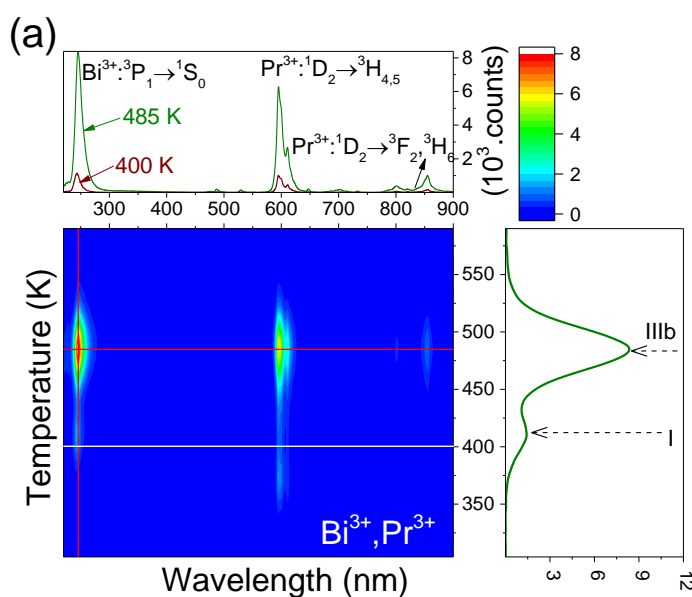 (a)
Bi³⁺:³P₁→¹S₀
Pr³⁺:¹D₂→³H₄,₅
485 K
400 K
Pr³⁺:¹D₂→³F₂,³H₆
8
6
4
2
0
(10³.counts)
300 400 500 600 700 800 900
8
6
4
2
0
Temperature (K)
550
500
450
400
350
IIIb
I
Bi³⁺,Pr³⁺
3 6 9 12
Wavelength (nm)